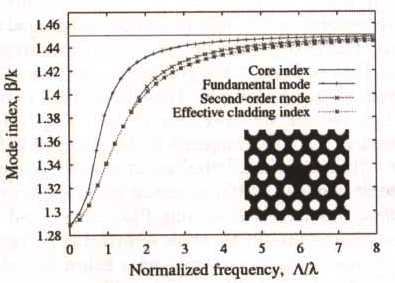 1.46
1.44
1.42
1.4
1.38
1.36
1.34
1.32
1.3
1.28
Mode index, β/k
Core index
Fundamental mode
Second-order mode
Effective cladding index
0 1 2 3 4 5 6 7 8
Normalized frequency, Λ/λ